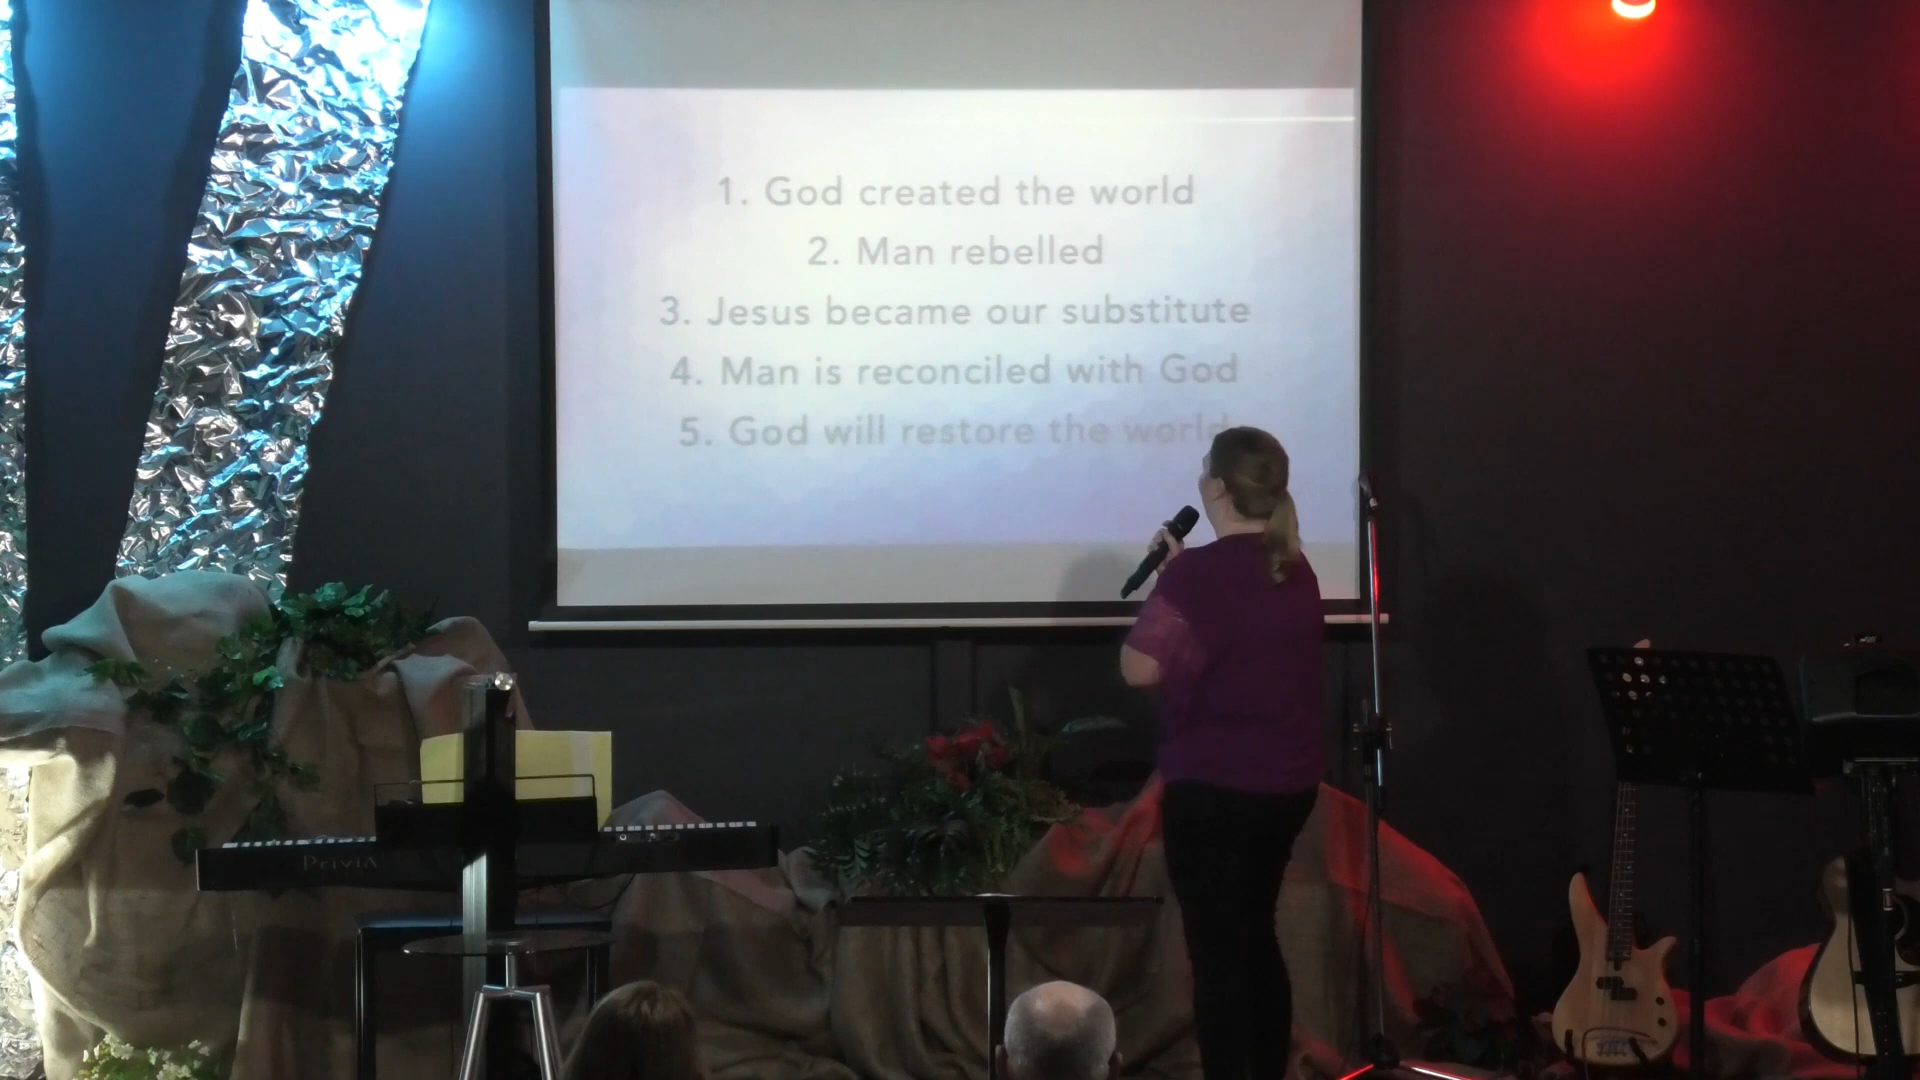 1. God created the world
2. Man rebelled
3. Jesus became our substitute
4. Man is reconciled with God
5. God will restore the world
PRIVIA